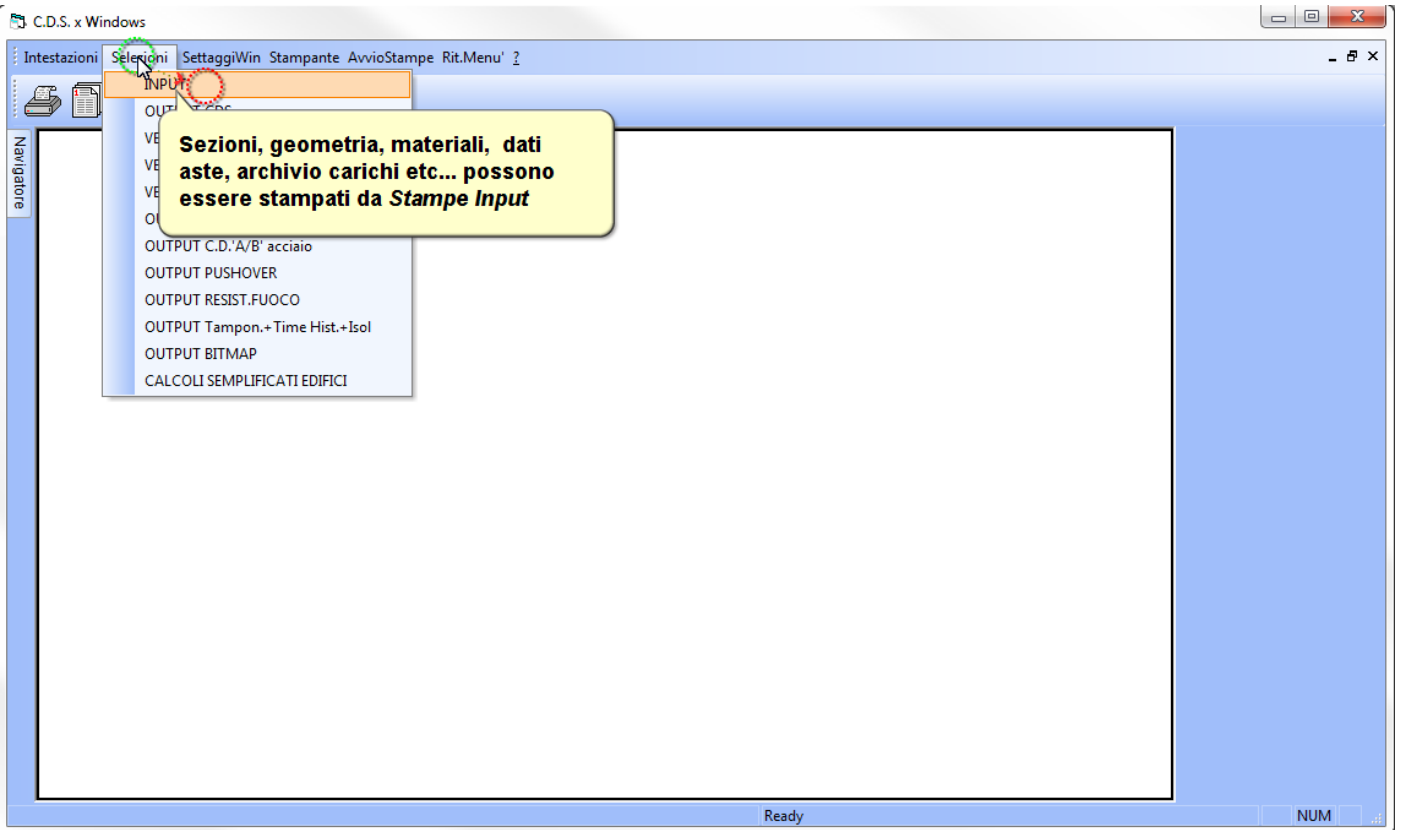 C.D.S. x Windows
Intestazioni Selezioni SettaggiWin Stampante AvvioStampe Rit.Menu' ?
INPUT
Navigatore
Sezioni, geometria, materiali, dati
aste, archivio carichi etc... possono
essere stampati da Stampe Input
OUTPUT C.D.'A/B' acciaio
OUTPUT PUSHOVER
OUTPUT RESIST.FUOCO
OUTPUT Tampon.+Time Hist.+Isol
OUTPUT BITMAP
CALCOLI SEMPLIFICATI EDIFICI
Ready NUM